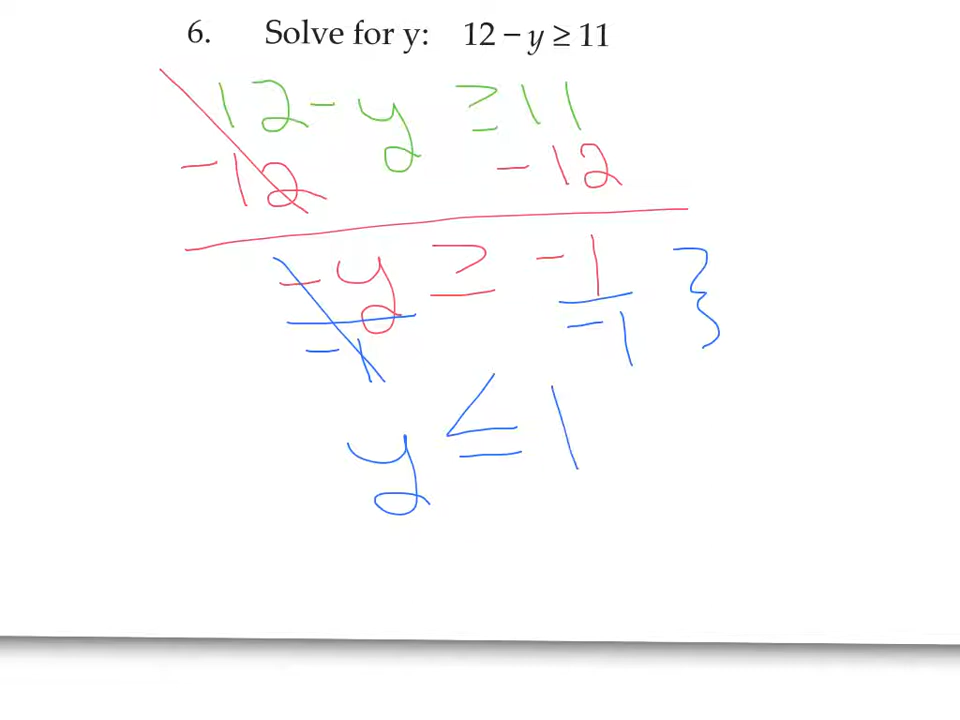 6. Solve for y: 12 − y ≥ 11
12 - y ≥ 11
-12 -12
-y ≥ -1 }
-1 -1
y ≤ 1